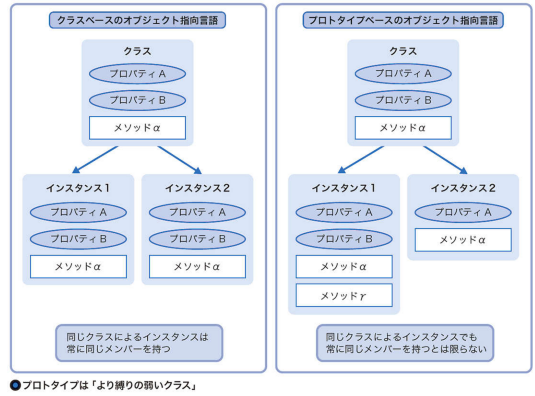 クラスベースのオブジェクト指向言語
クラス
プロパティA
プロパティB
メソッドα
インスタンス1
プロパティA
プロパティB
メソッドα
インスタンス2
プロパティA
プロパティB
メソッドα
同じクラスによるインスタンスは
常に同じメンバーを持つ
プロトタイプベースのオブジェクト指向言語
クラス
プロパティA
プロパティB
メソッドα
インスタンス1
プロパティA
プロパティB
メソッドα
メソッドγ
インスタンス2
プロパティA
メソッドα
同じクラスによるインスタンスでも
常に同じメンバーを持つとは限らない
プロトタイプは「より縛りの弱いクラス」